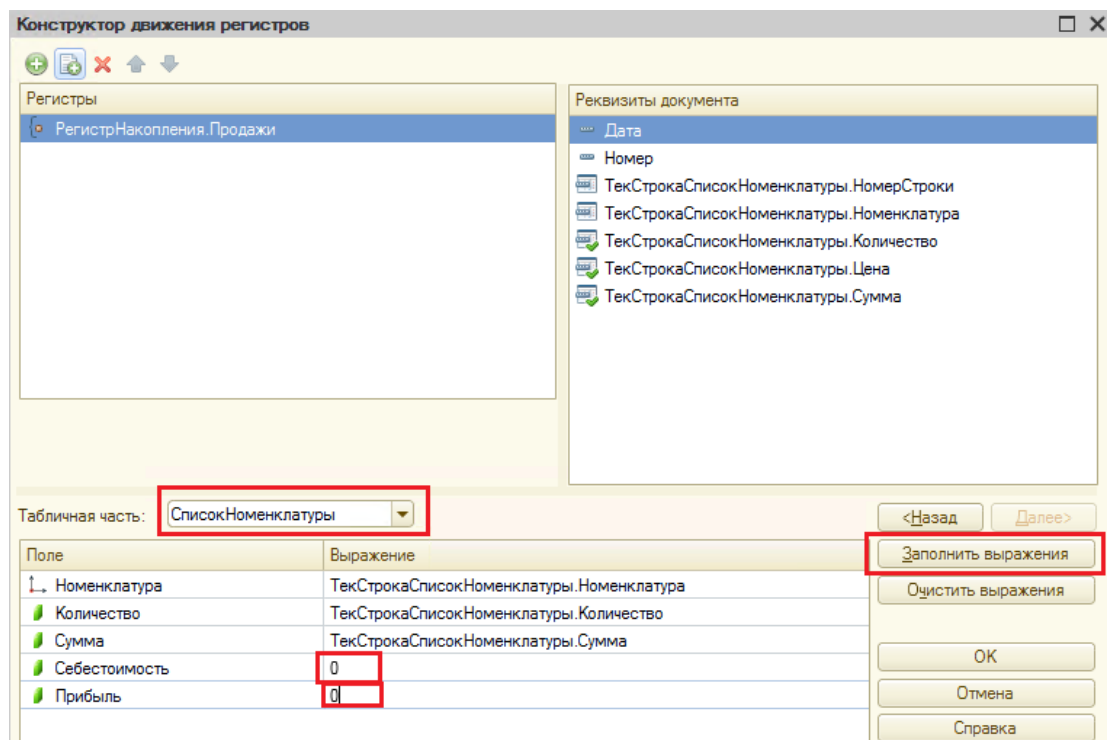 Конструктор движения регистров
Регистры
РегистрНакопления.Продажи
Реквизиты документа
Дата
Номер
ТекСтрокаСписокНоменклатуры.НомерСтроки
ТекСтрокаСписокНоменклатуры.Номенклатура
ТекСтрокаСписокНоменклатуры.Количество
ТекСтрокаСписокНоменклатуры.Цена
ТекСтрокаСписокНоменклатуры.Сумма
Табличная часть: СписокНоменклатуры
<Назад Далее>
Поле Выражение
Номенклатура ТекСтрокаСписокНоменклатуры.Номенклатура
Количество ТекСтрокаСписокНоменклатуры.Количество
Сумма ТекСтрокаСписокНоменклатуры.Сумма
Себестоимость 0
Прибыль 0
Заполнить выражения
Очистить выражения
OK
Отмена
Справка